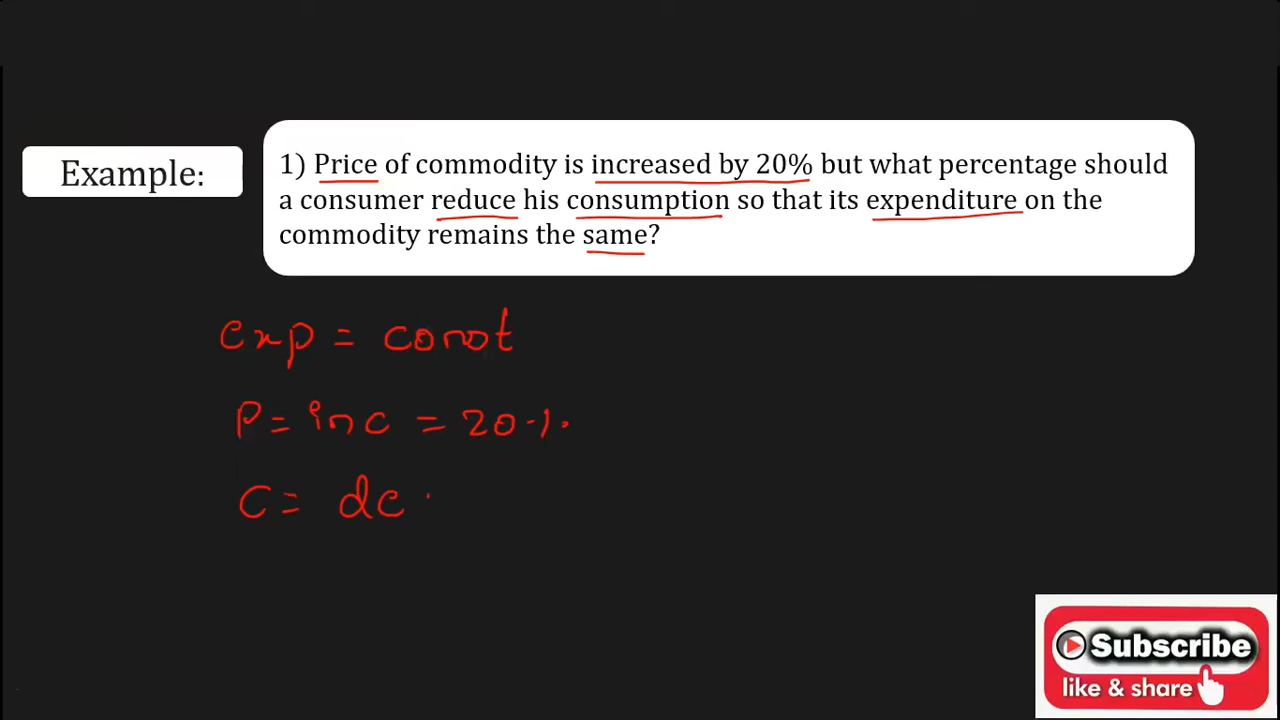 Example:
1) Price of commodity is increased by 20% but what percentage should
a consumer reduce his consumption so that its expenditure on the
commodity remains the same?
exp = const
P = inc = 20%
C = de
Subscribe
like & share